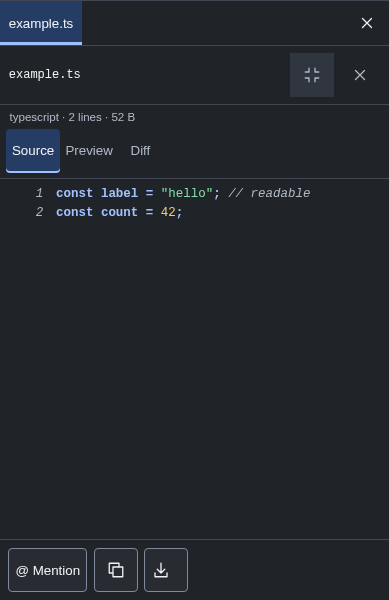 example.ts
example.ts
typescript · 2 lines · 52 B
Source Preview Diff
1 const label = "hello"; // readable
2 const count = 42;
@ Mention